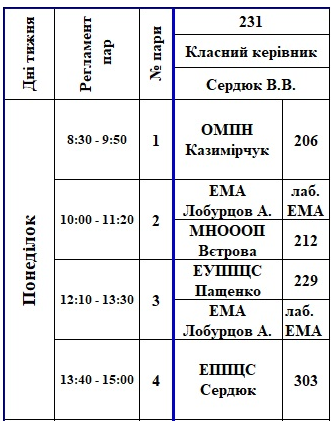 Дні тижня
Регламент
пар
№ пари
231
Класний керівник
Сердюк В.В.
Понеділок
8:30 - 9:50
1
ОМПН
Казимірчук
206
10:00 - 11:20
2
ЕМА
Лобурцов А.
лаб.
ЕМА
МНОООП
Вєтрова
212
12:10 - 13:30
3
ЕУППЦС
Пащенко
229
ЕМА
Лобурцов А.
лаб.
ЕМА
13:40 - 15:00
4
ЕППЦС
Сердюк
303